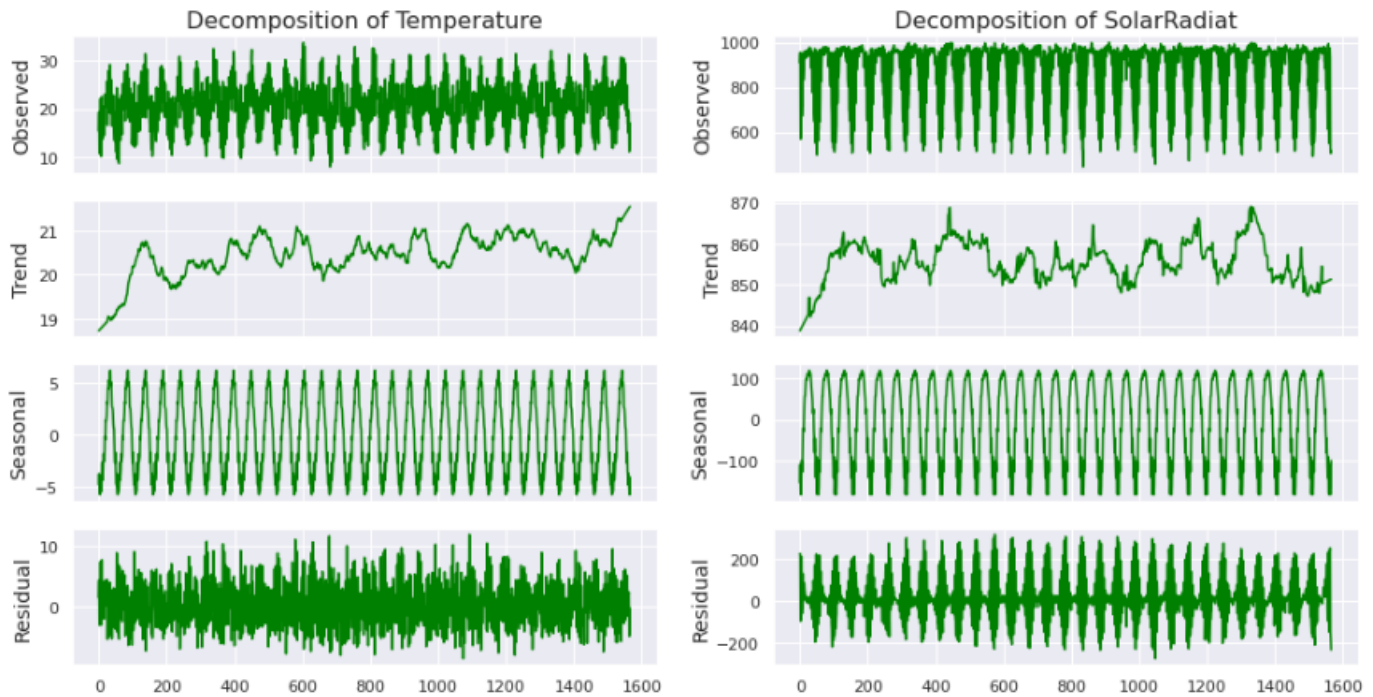 Decomposition of Temperature
Observed
30
20
10
Trend
21
20
19
Seasonal
5
0
−5
Residual
10
0
0 200 400 600 800 1000 1200 1400 1600
Decomposition of SolarRadiat
Observed
1000
800
600
Trend
870
860
850
840
Seasonal
100
0
−100
Residual
200
0
−200
0 200 400 600 800 1000 1200 1400 1600